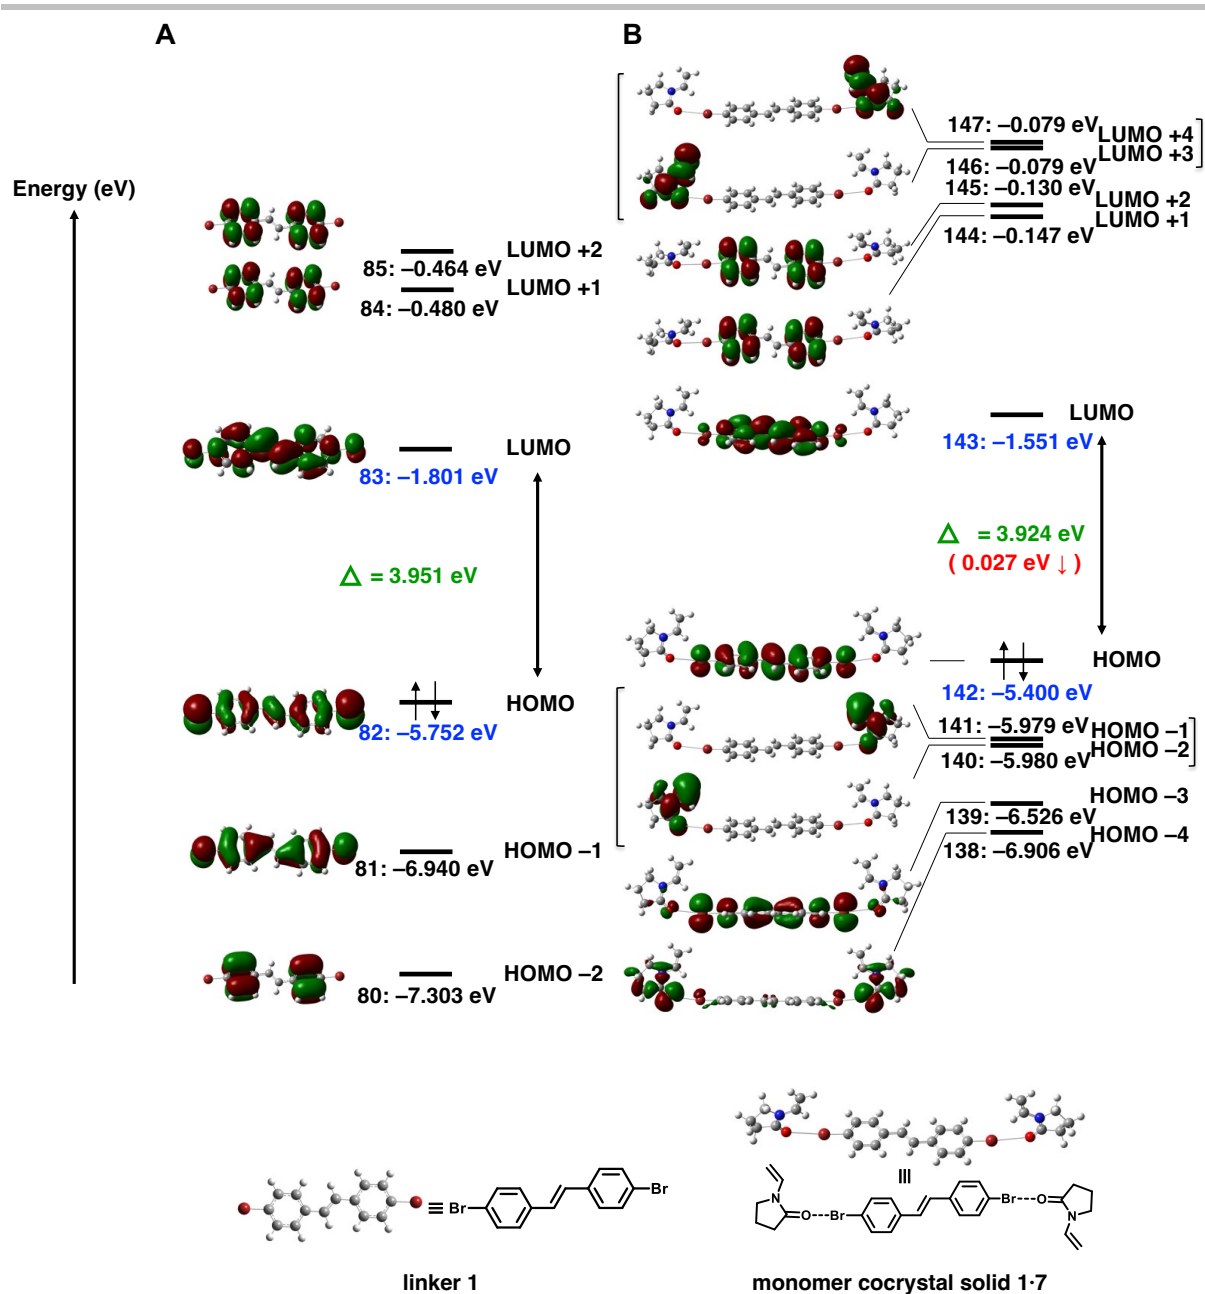 A
B
Energy (eV)
LUMO +2
85: –0.464 eV
LUMO +1
84: –0.480 eV
LUMO
83: –1.801 eV
Δ = 3.951 eV
HOMO
82: –5.752 eV
HOMO –1
81: –6.940 eV
HOMO –2
80: –7.303 eV
147: –0.079 eV
LUMO +4
LUMO +3
146: –0.079 eV
145: –0.130 eV
LUMO +2
LUMO +1
144: –0.147 eV
LUMO
143: –1.551 eV
Δ = 3.924 eV
( 0.027 eV ↓ )
HOMO
142: –5.400 eV
141: –5.979 eV
HOMO –1
HOMO –2
140: –5.980 eV
HOMO –3
139: –6.526 eV
HOMO –4
138: –6.906 eV
≡ Br
Br
linker 1
≡
N
O
Br
Br
O
N
monomer cocrystal solid 1·7